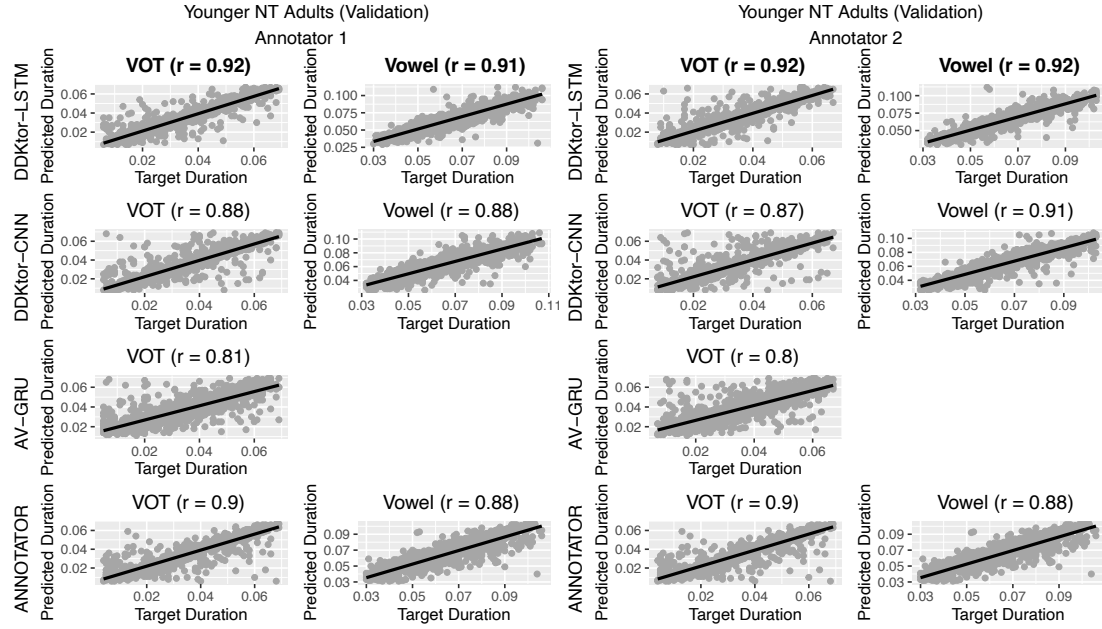 Younger NT Adults (Validation)
Younger NT Adults (Validation)
Annotator 1
Annotator 2
DDKtor−LSTM
Predicted Duration
VOT (r = 0.92)
0.06
0.04
0.02
0.02
0.04
0.06
Target Duration
Predicted Duration
Vowel (r = 0.91)
0.100
0.075
0.050
0.025
0.03
0.05
0.07
0.09
Target Duration
DDKtor−LSTM
Predicted Duration
VOT (r = 0.92)
0.06
0.04
0.02
0.02
0.04
0.06
Target Duration
Predicted Duration
Vowel (r = 0.92)
0.100
0.075
0.050
0.03
0.05
0.07
0.09
Target Duration
DDKtor−CNN
Predicted Duration
VOT (r = 0.88)
0.06
0.04
0.02
0.02
0.04
0.06
Target Duration
Predicted Duration
Vowel (r = 0.88)
0.10
0.08
0.06
0.04
0.03
0.05
0.07
0.09
0.11
Target Duration
DDKtor−CNN
Predicted Duration
VOT (r = 0.87)
0.06
0.04
0.02
0.02
0.04
0.06
Target Duration
Predicted Duration
Vowel (r = 0.91)
0.10
0.08
0.06
0.04
0.03
0.05
0.07
0.09
Target Duration
AV−GRU
Predicted Duration
VOT (r = 0.81)
0.06
0.04
0.02
0.02
0.04
0.06
Target Duration
AV−GRU
Predicted Duration
VOT (r = 0.8)
0.06
0.04
0.02
0.02
0.04
0.06
Target Duration
ANNOTATOR
Predicted Duration
VOT (r = 0.9)
0.06
0.04
0.02
0.02
0.04
0.06
Target Duration
Predicted Duration
Vowel (r = 0.88)
0.09
0.07
0.05
0.03
0.03
0.05
0.07
0.09
Target Duration
ANNOTATOR
Predicted Duration
VOT (r = 0.9)
0.06
0.04
0.02
0.02
0.04
0.06
Target Duration
Predicted Duration
Vowel (r = 0.88)
0.09
0.07
0.05
0.03
0.03
0.05
0.07
0.09
Target Duration